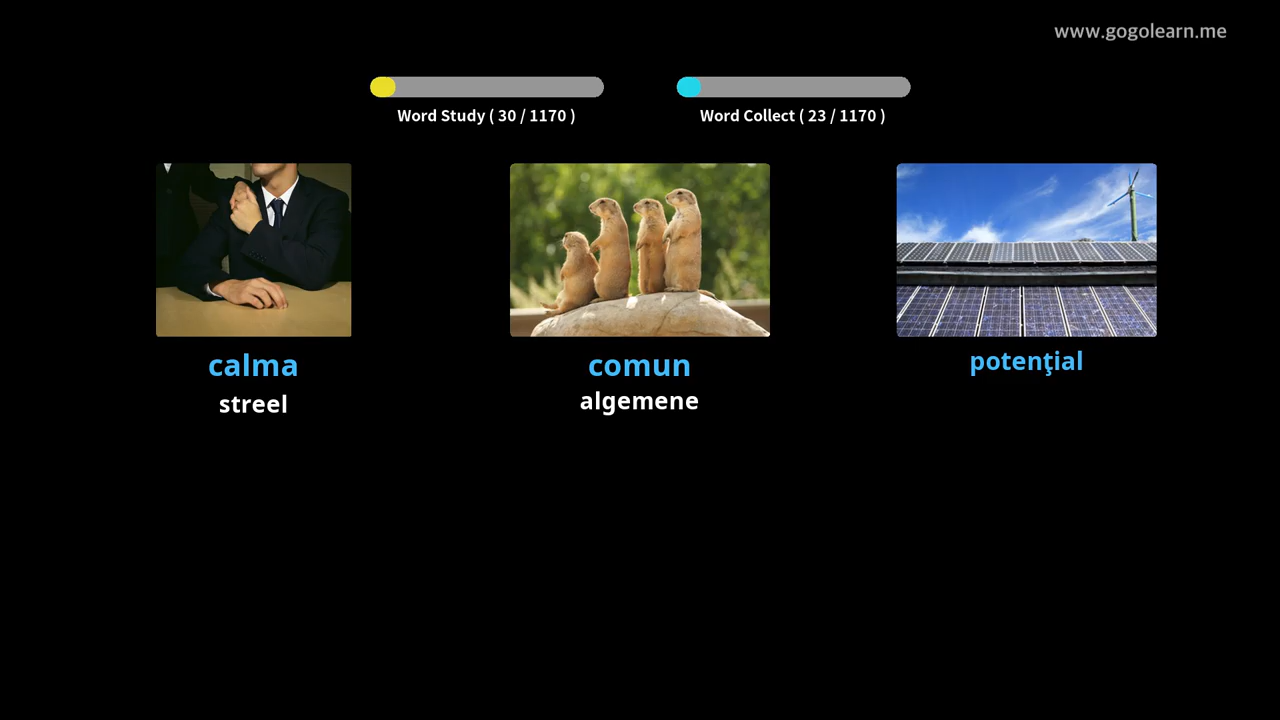 www.gogolearn.me
Word Study ( 30 / 1170 )
Word Collect ( 23 / 1170 )
calma
streel
comun
algemene
potenţial